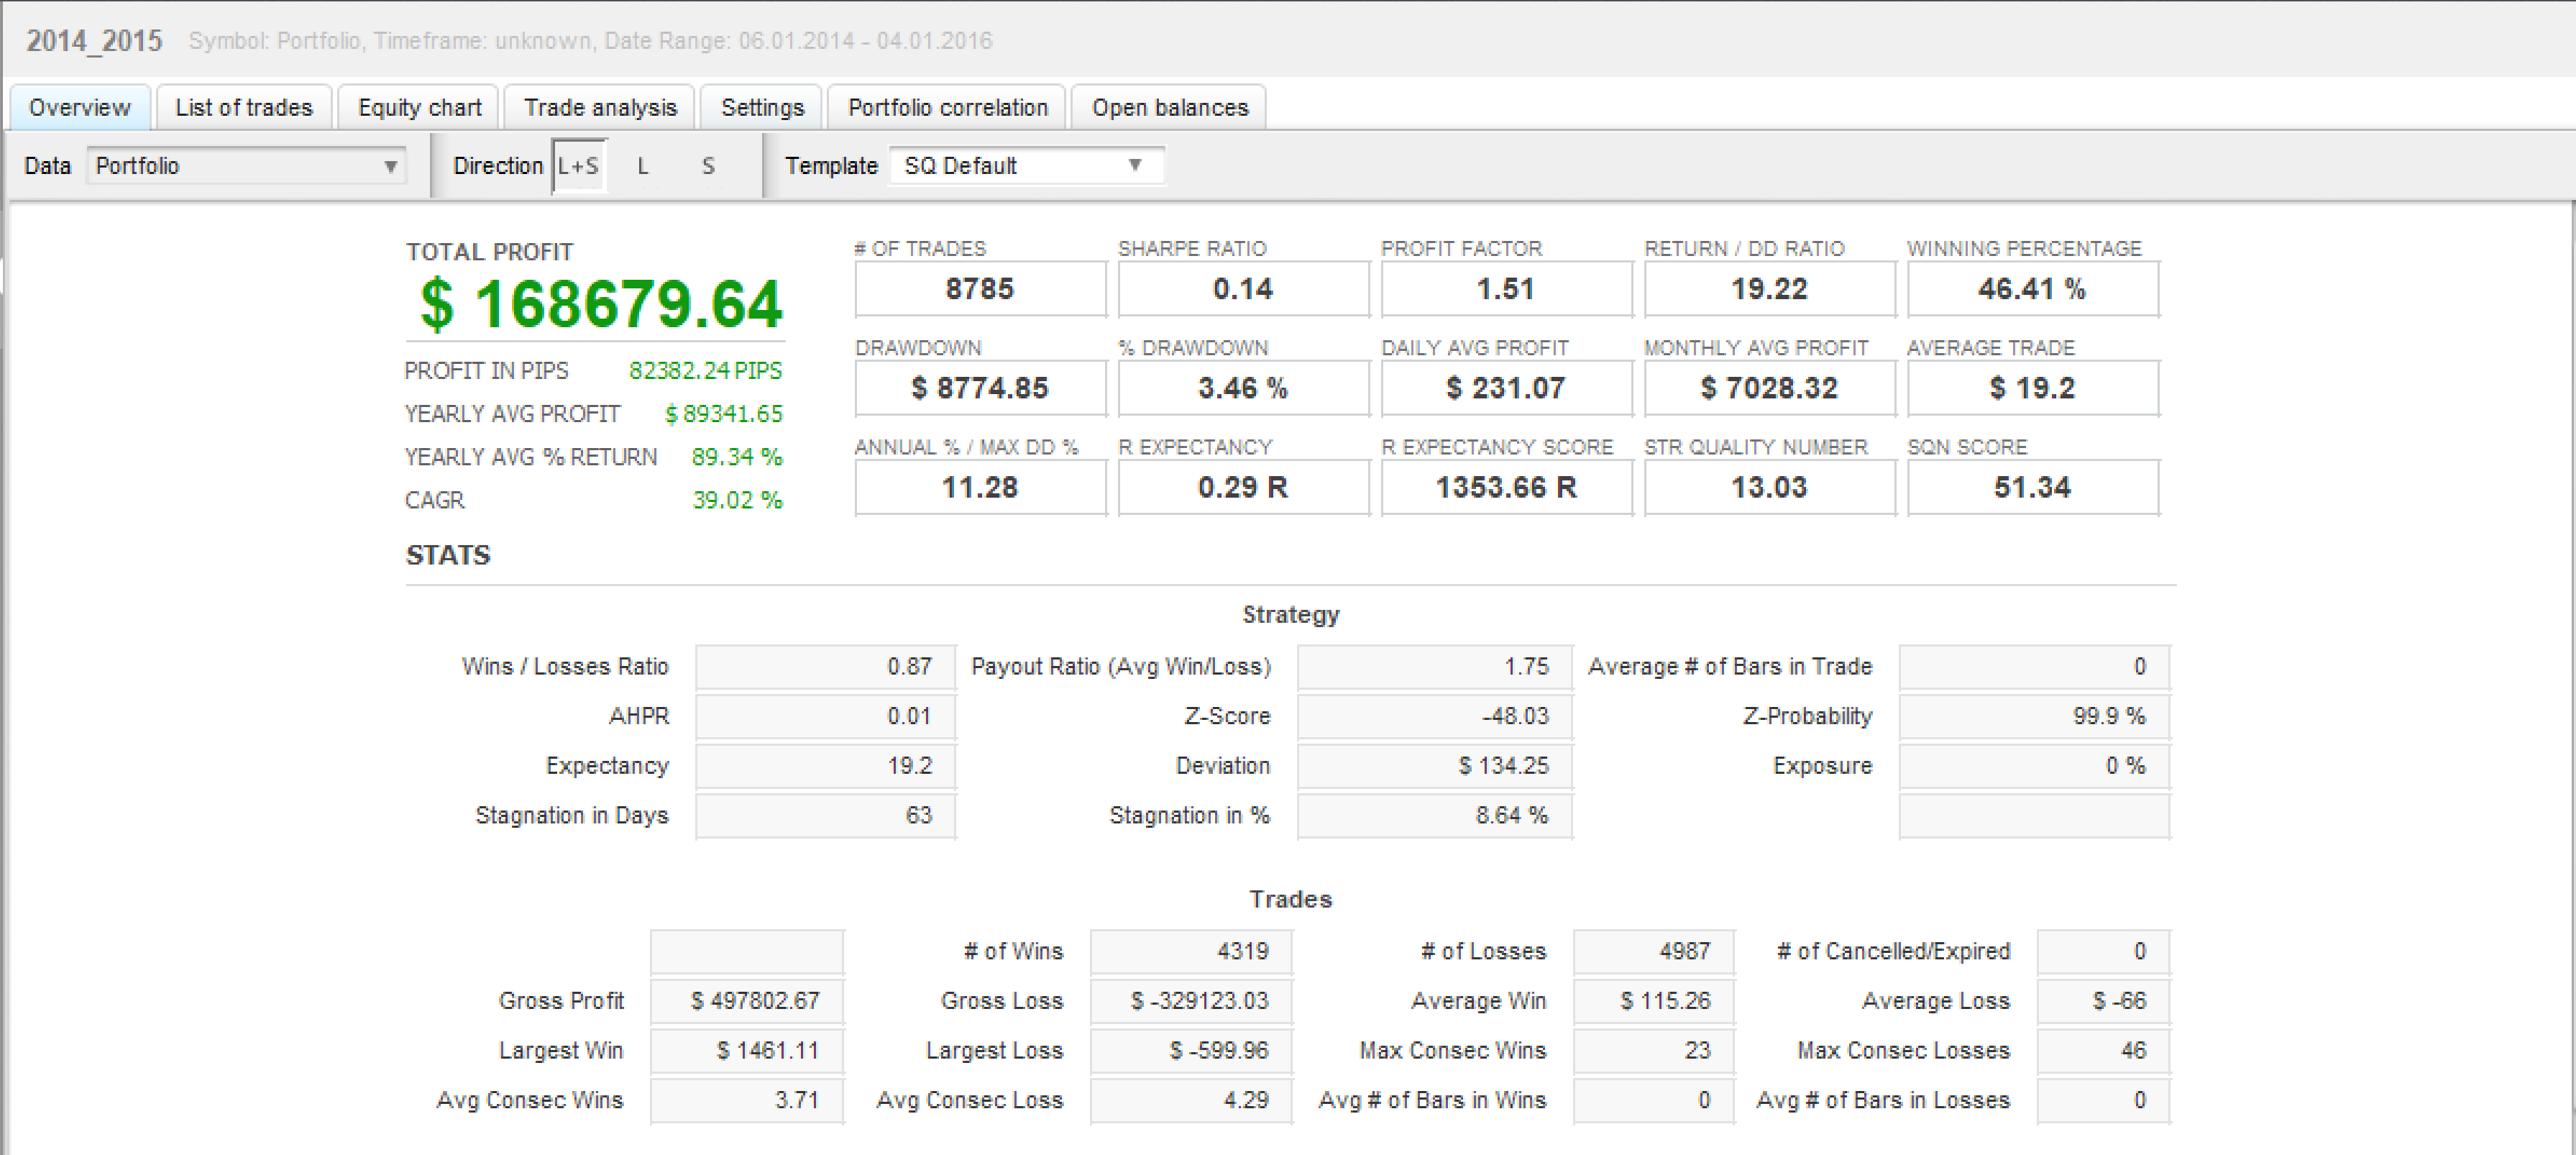 2014_2015 Symbol: Portfolio, Timeframe: unknown, Date Range: 06.01.2014 - 04.01.2016
Overview List of trades Equity chart Trade analysis Settings Portfolio correlation Open balances
Data Portfolio Direction L+S L S Template SQ Default
TOTAL PROFIT
$ 168679.64
PROFIT IN PIPS 82382.24 PIPS
YEARLY AVG PROFIT $ 89341.65
YEARLY AVG % RETURN 89.34 %
CAGR 39.02 %
# OF TRADES SHARPE RATIO PROFIT FACTOR RETURN / DD RATIO WINNING PERCENTAGE
8785 0.14 1.51 19.22 46.41 %
DRAWDOWN % DRAWDOWN DAILY AVG PROFIT MONTHLY AVG PROFIT AVERAGE TRADE
$ 8774.85 3.46 % $ 231.07 $ 7028.32 $ 19.2
ANNUAL % / MAX DD % R EXPECTANCY R EXPECTANCY SCORE STR QUALITY NUMBER SQN SCORE
11.28 0.29 R 1353.66 R 13.03 51.34
STATS
Strategy
Wins / Losses Ratio 0.87 Payout Ratio (Avg Win/Loss) 1.75 Average # of Bars in Trade 0
AHPR 0.01 Z-Score -48.03 Z-Probability 99.9 %
Expectancy 19.2 Deviation $ 134.25 Exposure 0 %
Stagnation in Days 63 Stagnation in % 8.64 %
Trades
# of Wins 4319 # of Losses 4987 # of Cancelled/Expired 0
Gross Profit $ 497802.67 Gross Loss $ -329123.03 Average Win $ 115.26 Average Loss $ -66
Largest Win $ 1461.11 Largest Loss $ -599.96 Max Consec Wins 23 Max Consec Losses 46
Avg Consec Wins 3.71 Avg Consec Loss 4.29 Avg # of Bars in Wins 0 Avg # of Bars in Losses 0